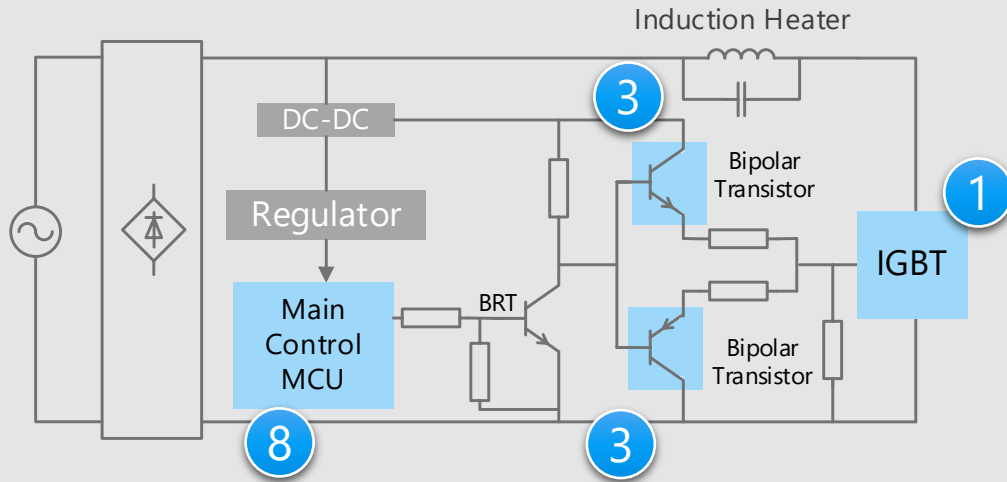 Induction Heater
3
DC-DC
Bipolar
Transistor
1
Regulator
IGBT
Main
Control
MCU
BRT
Bipolar
Transistor
8
3